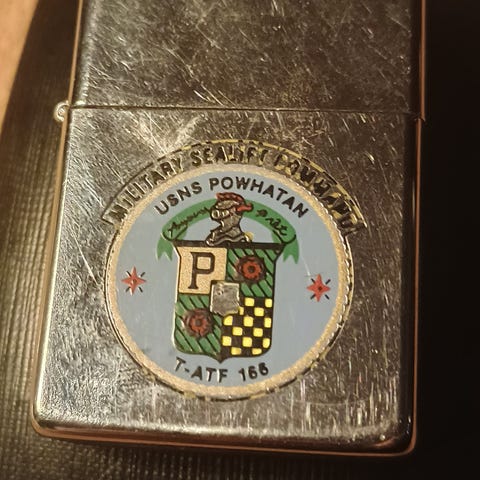 MILITARY SEALIFT COMMAND
USNS POWHATAN
P
T-ATF 166